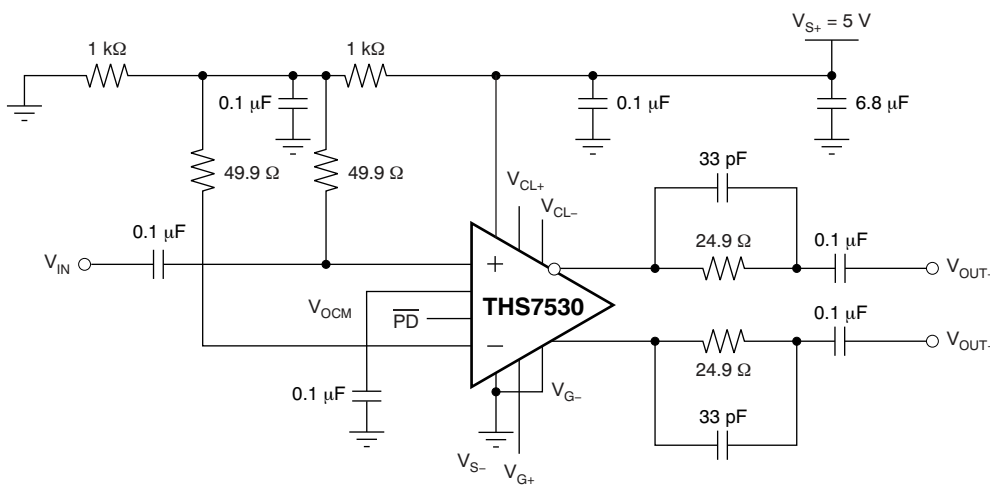 V_S+ = 5 V
1 kΩ
1 kΩ
0.1 μF
0.1 μF
6.8 μF
49.9 Ω
49.9 Ω
33 pF
V_CL+
V_CL−
0.1 μF
24.9 Ω
0.1 μF
V_IN
+
V_OUT-
THS7530
V_OCM
PD
0.1 μF
V_OUT-
−
24.9 Ω
0.1 μF
V_G−
33 pF
V_S−
V_G+